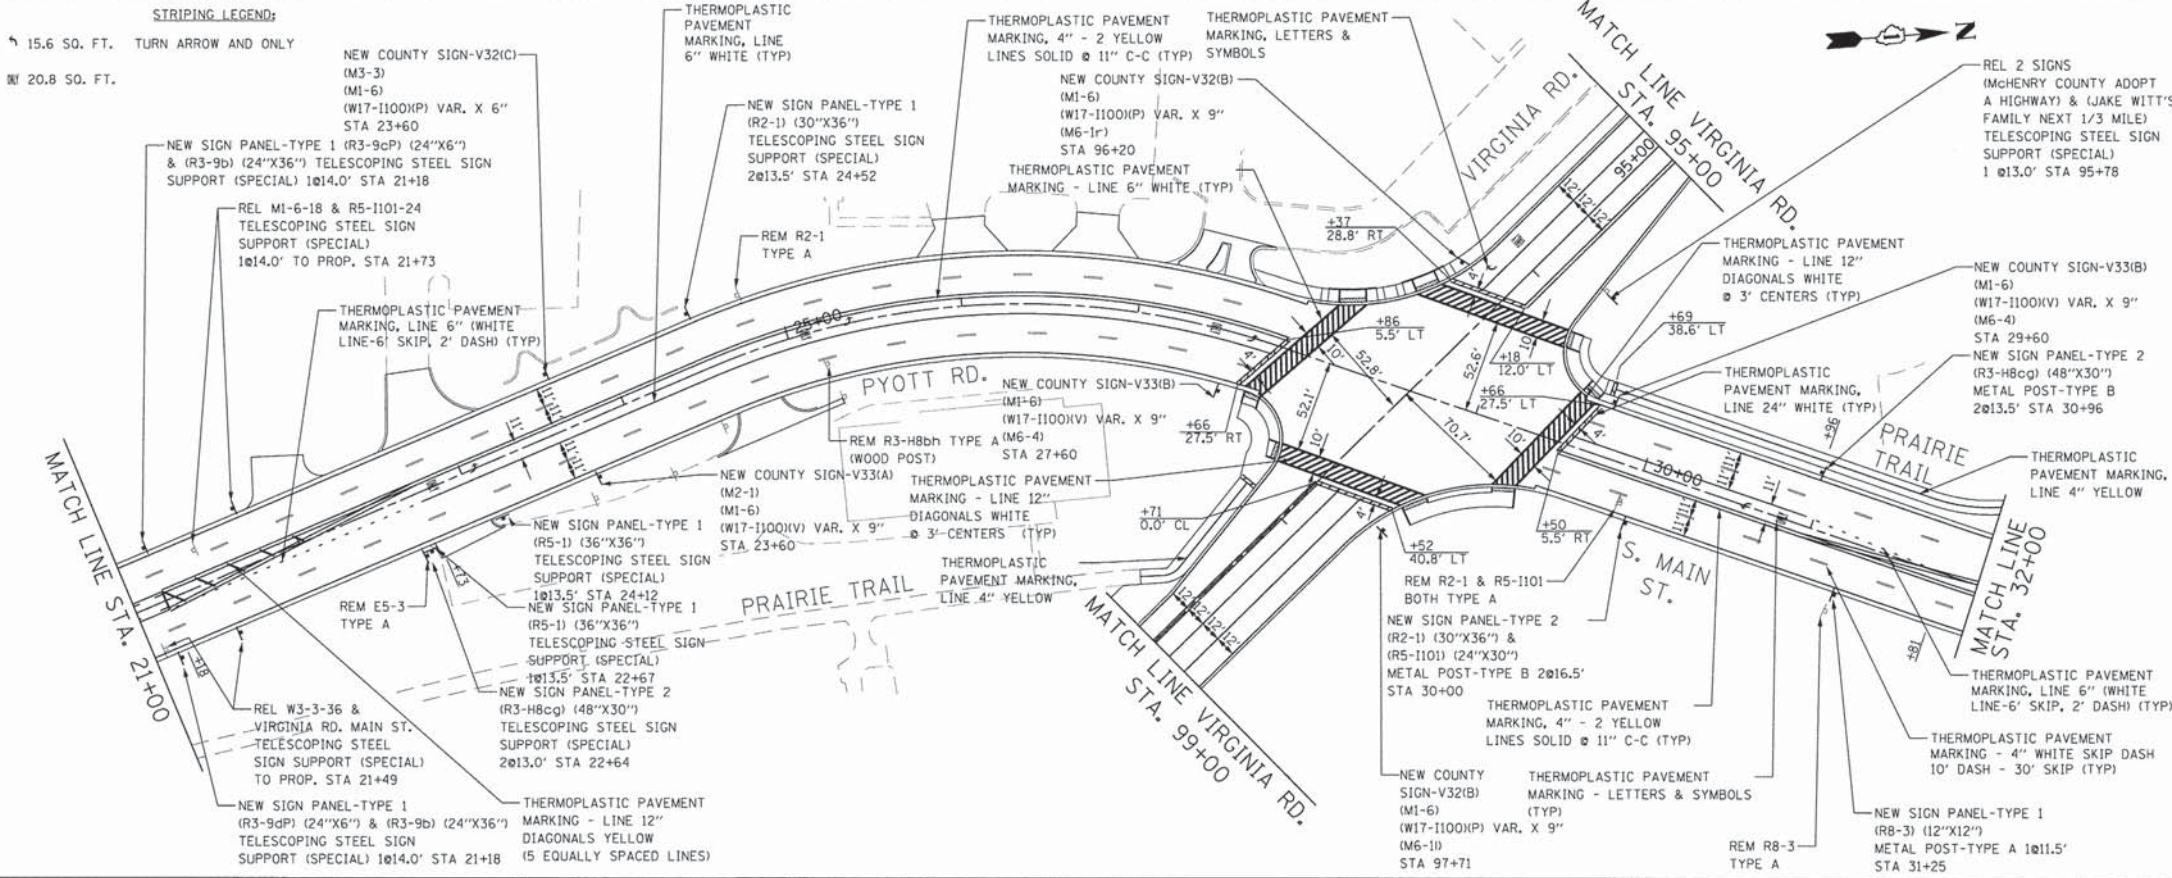 STRIPING LEGEND:
15.6 SQ. FT. TURN ARROW AND ONLY
20.8 SQ. FT.
NEW COUNTY SIGN-V32(C)
(M3-3)
(M1-6)
(W17-I100)(P) VAR. X 6"
STA 23+60
NEW SIGN PANEL-TYPE 1 (R3-9cP) (24"X6")
& (R3-9b) (24"X36") TELESCOPING STEEL SIGN
SUPPORT (SPECIAL) 1@14.0' STA 21+18
REL M1-6-18 & R5-I101-24
TELESCOPING STEEL SIGN
SUPPORT (SPECIAL)
1@14.0' TO PROP. STA 21+73
THERMOPLASTIC PAVEMENT
MARKING, LINE 6" (WHITE
LINE-6' SKIP, 2' DASH) (TYP)
THERMOPLASTIC
PAVEMENT
MARKING, LINE
6" WHITE (TYP)
NEW SIGN PANEL-TYPE 1
(R2-1) (30"X36")
TELESCOPING STEEL SIGN
SUPPORT (SPECIAL)
2@13.5' STA 24+52
REM R2-1
TYPE A
THERMOPLASTIC PAVEMENT
MARKING, 4" - 2 YELLOW
LINES SOLID @ 11" C-C (TYP)
NEW COUNTY SIGN-V32(B)
(M1-6)
(W17-I100)(P) VAR. X 9"
(M6-1r)
STA 96+20
THERMOPLASTIC PAVEMENT
MARKING - LINE 6" WHITE (TYP)
THERMOPLASTIC PAVEMENT
MARKING, LETTERS &
SYMBOLS
MATCH LINE VIRGINIA RD.
STA. 95+00
VIRGINIA RD.
95+00
12' 12' 12'
N
REL 2 SIGNS
(McHENRY COUNTY ADOPT
A HIGHWAY) & (JAKE WITT'S
FAMILY NEXT 1/3 MILE)
TELESCOPING STEEL SIGN
SUPPORT (SPECIAL)
1 @13.0' STA 95+78
THERMOPLASTIC PAVEMENT
MARKING - LINE 12"
DIAGONALS WHITE
@ 3' CENTERS (TYP)
NEW COUNTY SIGN-V33(B)
(M1-6)
(W17-I100)(V) VAR. X 9"
(M6-4)
STA 29+60
NEW SIGN PANEL-TYPE 2
(R3-H8cg) (48"X30")
METAL POST-TYPE B
2@13.5' STA 30+96
THERMOPLASTIC
PAVEMENT MARKING,
LINE 24" WHITE (TYP)
+96
PRAIRIE
TRAIL
THERMOPLASTIC
PAVEMENT MARKING,
LINE 4" YELLOW
+37
28.8' RT
4'
+69
38.6' LT
+86
5.5' LT
10'
52.8'
52.6'
10'
+18
12.0' LT
+66
27.5' LT
4'
52.1'
70.7'
10'
4'
25+00
PYOTT RD.
11' 11'
11'
11' 11'
NEW COUNTY SIGN-V33(B)
(M1-6)
(W17-I100)(V) VAR. X 9"
(M6-4)
STA 27+60
+66
27.5' RT
10'
REM R3-H8bh TYPE A
(WOOD POST)
NEW COUNTY SIGN-V33(A)
(M2-1)
(M1-6)
(W17-I100)(V) VAR. X 9"
STA 23+60
THERMOPLASTIC PAVEMENT
MARKING - LINE 12"
DIAGONALS WHITE
@ 3' CENTERS (TYP)
THERMOPLASTIC
PAVEMENT MARKING,
LINE 4" YELLOW
+71
0.0' CL
4'
+52
40.8' LT
12' 12' 12' 12'
30+00
11' 11'
11'
11' 11'
+50
5.5' RT
S. MAIN
ST.
REM R2-1 & R5-I101
BOTH TYPE A
NEW SIGN PANEL-TYPE 2
(R2-1) (30"X36") &
(R5-I101) (24"X30")
METAL POST-TYPE B 2@16.5'
STA 30+00
MATCH LINE
STA. 32+00
+81
MATCH LINE
STA. 21+00
+18
+73
REM E5-3
TYPE A
NEW SIGN PANEL-TYPE 1
(R5-1) (36"X36")
TELESCOPING STEEL SIGN
SUPPORT (SPECIAL)
1@13.5' STA 24+12
NEW SIGN PANEL-TYPE 1
(R5-1) (36"X36")
TELESCOPING STEEL SIGN
SUPPORT (SPECIAL)
1@13.5' STA 22+67
NEW SIGN PANEL-TYPE 2
(R3-H8cg) (48"X30")
TELESCOPING STEEL SIGN
SUPPORT (SPECIAL)
2@13.0' STA 22+64
PRAIRIE TRAIL
MATCH LINE VIRGINIA RD.
STA. 99+00
REL W3-3-36 &
VIRGINIA RD. MAIN ST.
TELESCOPING STEEL
SIGN SUPPORT (SPECIAL)
TO PROP. STA 21+49
NEW SIGN PANEL-TYPE 1
(R3-9dP) (24"X6") & (R3-9b) (24"X36")
TELESCOPING STEEL SIGN
SUPPORT (SPECIAL) 1@14.0' STA 21+18
THERMOPLASTIC PAVEMENT
MARKING - LINE 12"
DIAGONALS YELLOW
(5 EQUALLY SPACED LINES)
THERMOPLASTIC PAVEMENT
MARKING, 4" - 2 YELLOW
LINES SOLID @ 11" C-C (TYP)
NEW COUNTY
SIGN-V32(B)
(M1-6)
(W17-I100)(P) VAR. X 9"
(M6-1l)
STA 97+71
THERMOPLASTIC PAVEMENT
MARKING - LETTERS & SYMBOLS
(TYP)
REM R8-3
TYPE A
NEW SIGN PANEL-TYPE 1
(R8-3) (12"X12")
METAL POST-TYPE A 1@11.5'
STA 31+25
THERMOPLASTIC PAVEMENT
MARKING, LINE 6" (WHITE
LINE-6' SKIP, 2' DASH) (TYP)
THERMOPLASTIC PAVEMENT
MARKING - 4" WHITE SKIP DASH
10' DASH - 30' SKIP (TYP)